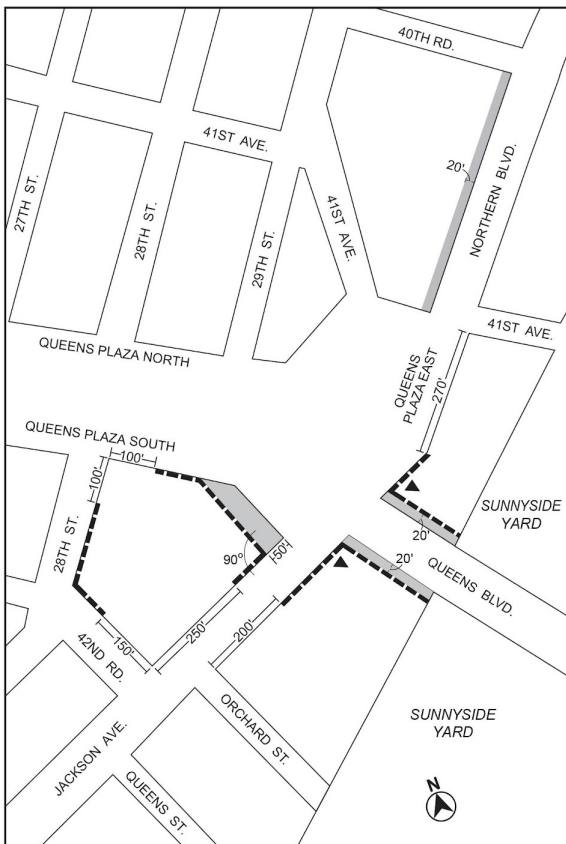 40TH RD.
41ST AVE.
20'
NORTHERN BLVD.
27TH ST.
28TH ST.
29TH ST.
41ST AVE.
41ST AVE.
QUEENS PLAZA NORTH
QUEENS
PLAZA EAST
270'
QUEENS PLAZA SOUTH
100'
100'
28TH ST.
SUNNYSIDE
YARD
20'
90°
50'
20'
QUEENS BLVD.
150'
250'
200'
42ND RD.
ORCHARD ST.
JACKSON AVE.
QUEENS ST.
SUNNYSIDE
YARD
N